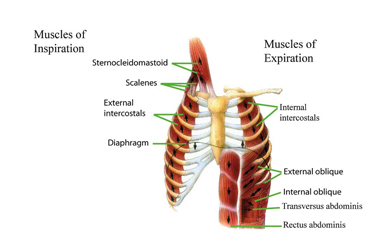 Muscles of
Inspiration
Muscles of
Expiration
Sternocleidomastoid
Scalenes
External
intercostals
Diaphragm
Internal
intercostals
External oblique
Internal oblique
Transversus abdominis
Rectus abdominis